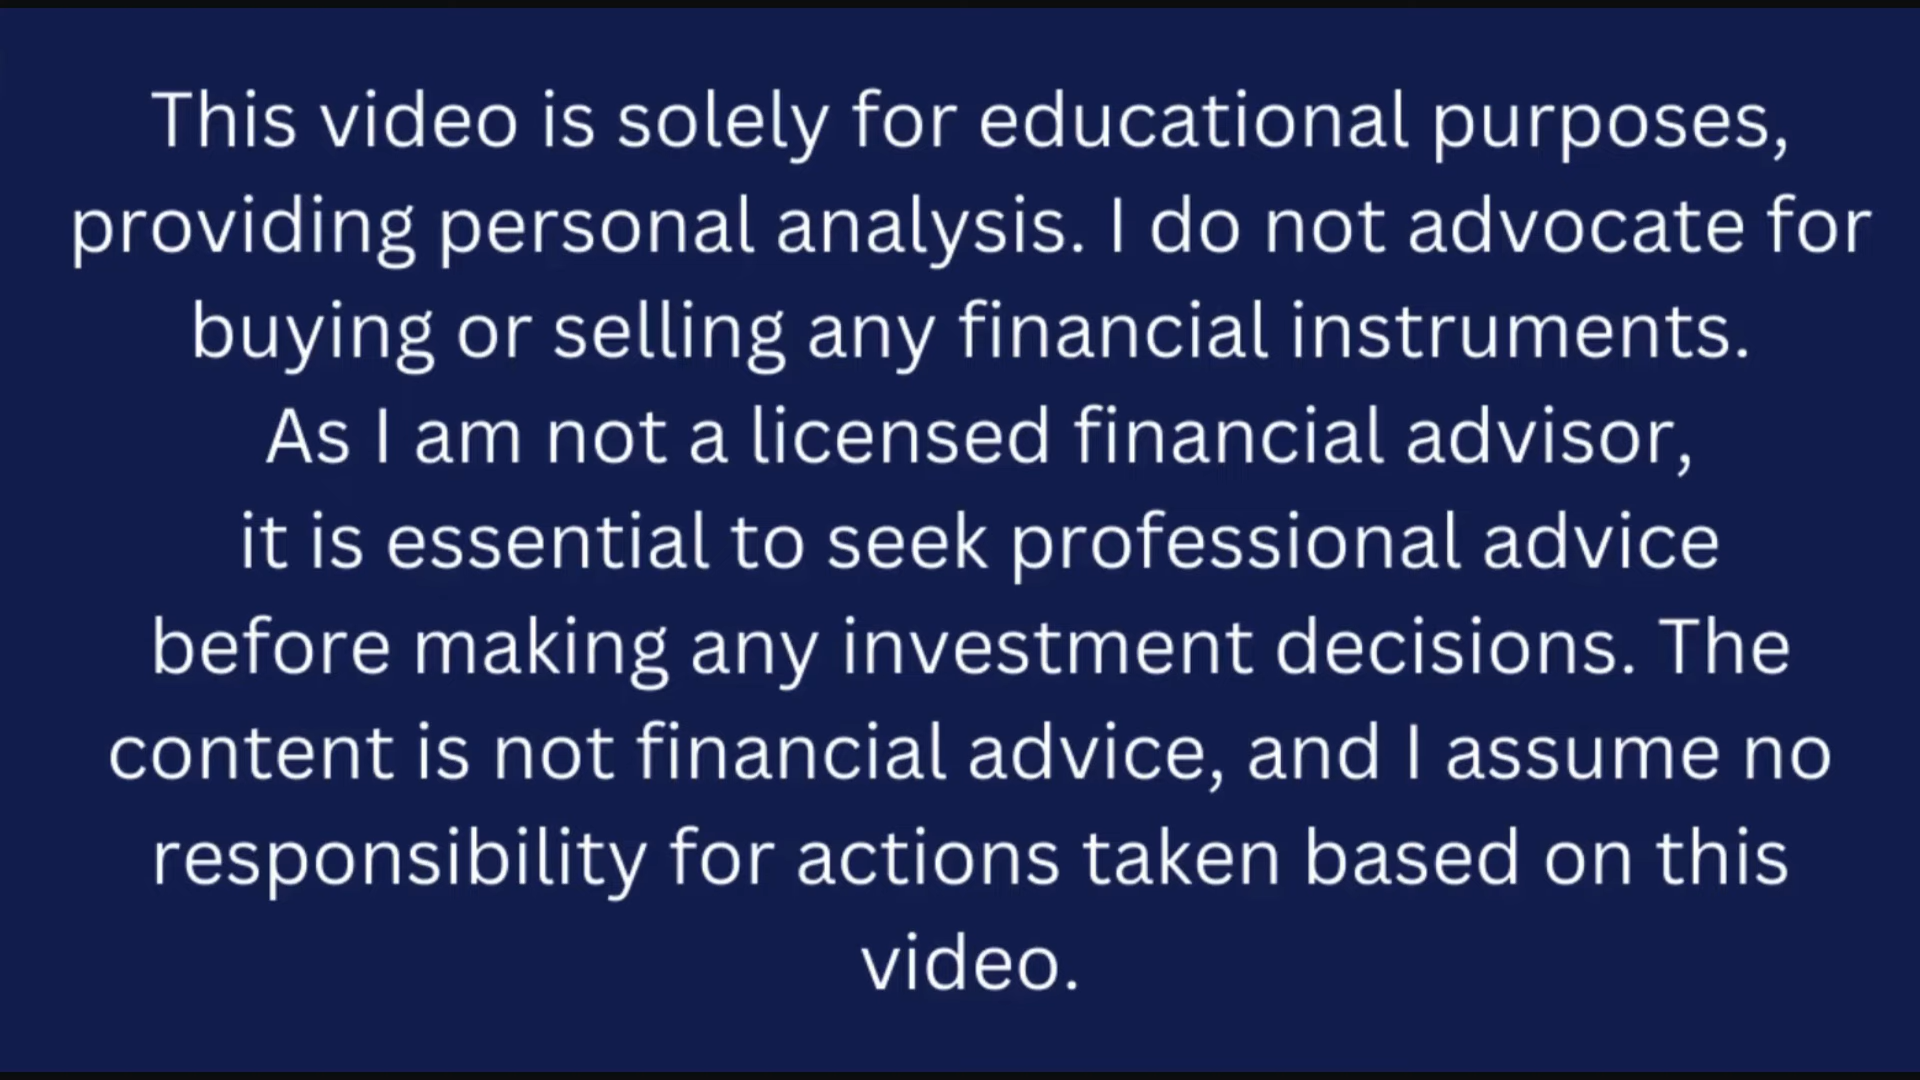 This video is solely for educational purposes,
providing personal analysis. I do not advocate for
buying or selling any financial instruments.
As I am not a licensed financial advisor,
it is essential to seek professional advice
before making any investment decisions. The
content is not financial advice, and I assume no
responsibility for actions taken based on this
video.